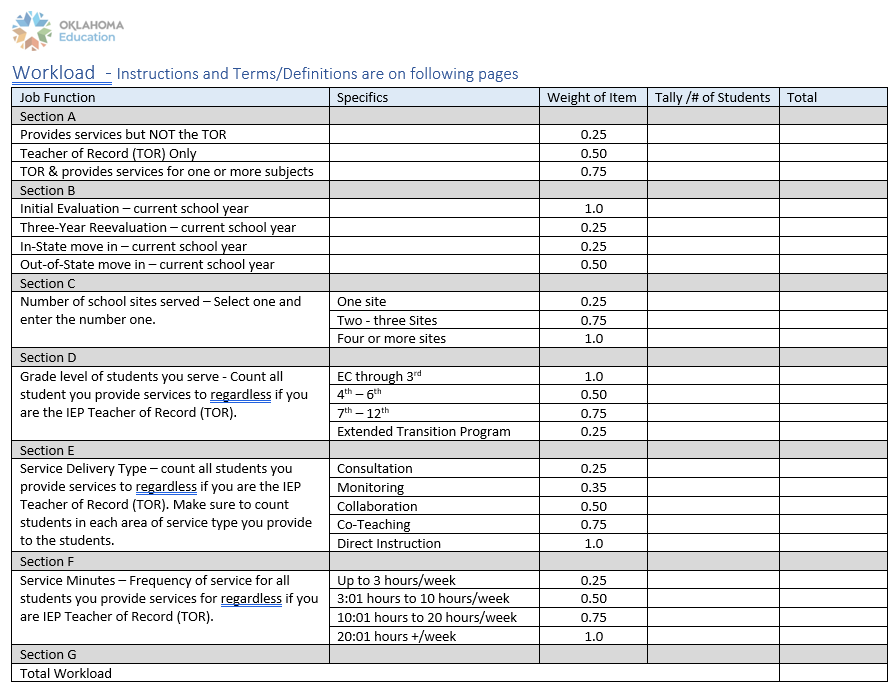 OKLAHOMA
Education
Workload - Instructions and Terms/Definitions are on following pages
Job Function Specifics Weight of Item Tally /# of Students Total
Section A
Provides services but NOT the TOR 0.25
Teacher of Record (TOR) Only 0.50
TOR & provides services for one or more subjects 0.75
Section B
Initial Evaluation – current school year 1.0
Three-Year Reevaluation – current school year 0.25
In-State move in – current school year 0.25
Out-of-State move in – current school year 0.50
Section C
Number of school sites served – Select one and One site 0.25
enter the number one. Two - three Sites 0.75
Four or more sites 1.0
Section D
Grade level of students you serve - Count all EC through 3rd 1.0
student you provide services to regardless if you 4th – 6th 0.50
are the IEP Teacher of Record (TOR). 7th – 12th 0.75
Extended Transition Program 0.25
Section E
Service Delivery Type – count all students you Consultation 0.25
provide services to regardless if you are the IEP Monitoring 0.35
Teacher of Record (TOR). Make sure to count Collaboration 0.50
students in each area of service type you provide Co-Teaching 0.75
to the students. Direct Instruction 1.0
Section F
Service Minutes – Frequency of service for all Up to 3 hours/week 0.25
students you provide services for regardless if you 3:01 hours to 10 hours/week 0.50
are IEP Teacher of Record (TOR). 10:01 hours to 20 hours/week 0.75
20:01 hours +/week 1.0
Section G
Total Workload